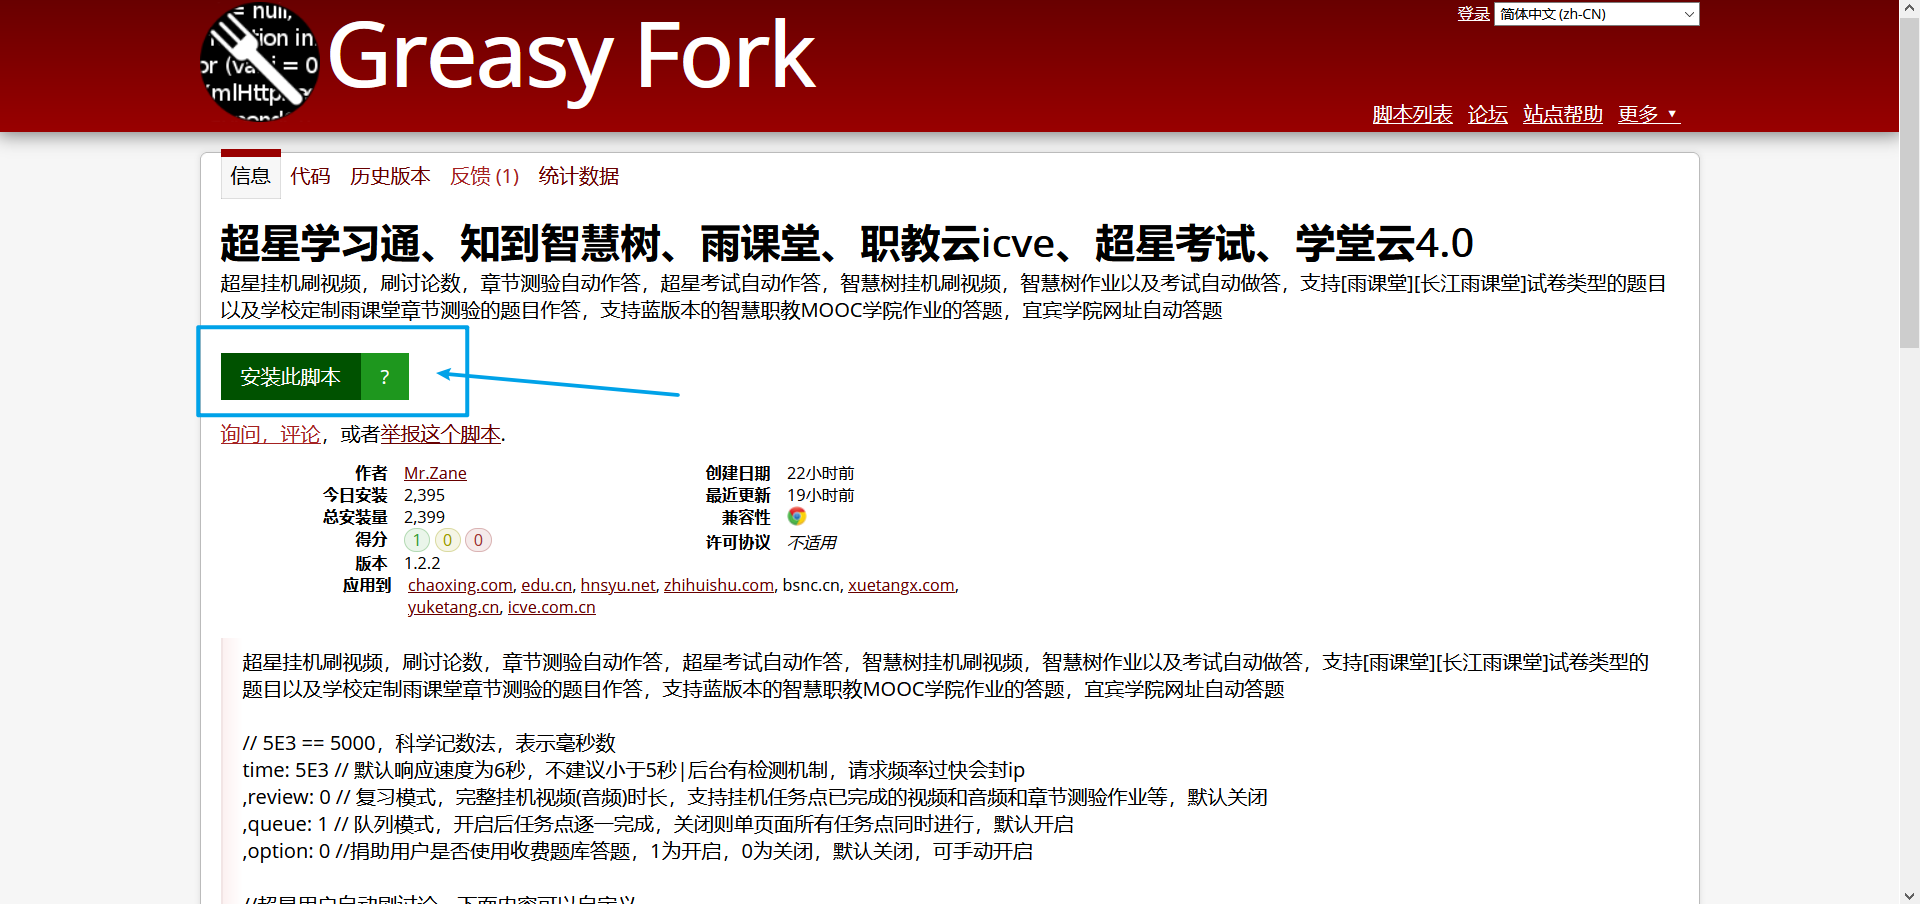 = null,
ction in
or (va i = 0
mlHttp
cond
Greasy Fork
登录 简体中文 (zh-CN)
脚本列表 论坛 站点帮助 更多 ▼
信息 代码 历史版本 反馈 (1) 统计数据
超星学习通、知到智慧树、雨课堂、职教云icve、超星考试、学堂云4.0
超星挂机刷视频，刷讨论数，章节测验自动作答，超星考试自动作答，智慧树挂机刷视频，智慧树作业以及考试自动做答，支持[雨课堂][长江雨课堂]试卷类型的题目
以及学校定制雨课堂章节测验的题目作答，支持蓝版本的智慧职教MOOC学院作业的答题，宜宾学院网址自动答题
安装此脚本 ?
询问，评论，或者举报这个脚本.
作者 Mr.Zane 创建日期 22小时前
今日安装 2,395 最近更新 19小时前
总安装量 2,399 兼容性
得分 1 0 0 许可协议 不适用
版本 1.2.2
应用到 chaoxing.com, edu.cn, hnsyu.net, zhihuishu.com, bsnc.cn, xuetangx.com,
yuketang.cn, icve.com.cn
超星挂机刷视频，刷讨论数，章节测验自动作答，超星考试自动作答，智慧树挂机刷视频，智慧树作业以及考试自动做答，支持[雨课堂][长江雨课堂]试卷类型的
题目以及学校定制雨课堂章节测验的题目作答，支持蓝版本的智慧职教MOOC学院作业的答题，宜宾学院网址自动答题
// 5E3 == 5000，科学记数法，表示毫秒数
time: 5E3 // 默认响应速度为6秒，不建议小于5秒|后台有检测机制，请求频率过快会封ip
,review: 0 // 复习模式，完整挂机视频(音频)时长，支持挂机任务点已完成的视频和音频和章节测验作业等，默认关闭
,queue: 1 // 队列模式，开启后任务点逐一完成，关闭则单页面所有任务点同时进行，默认开启
,option: 0 //捐助用户是否使用收费题库答题，1为开启，0为关闭，默认关闭，可手动开启
//超星用户自动刷讨论，下面内容可以自定义